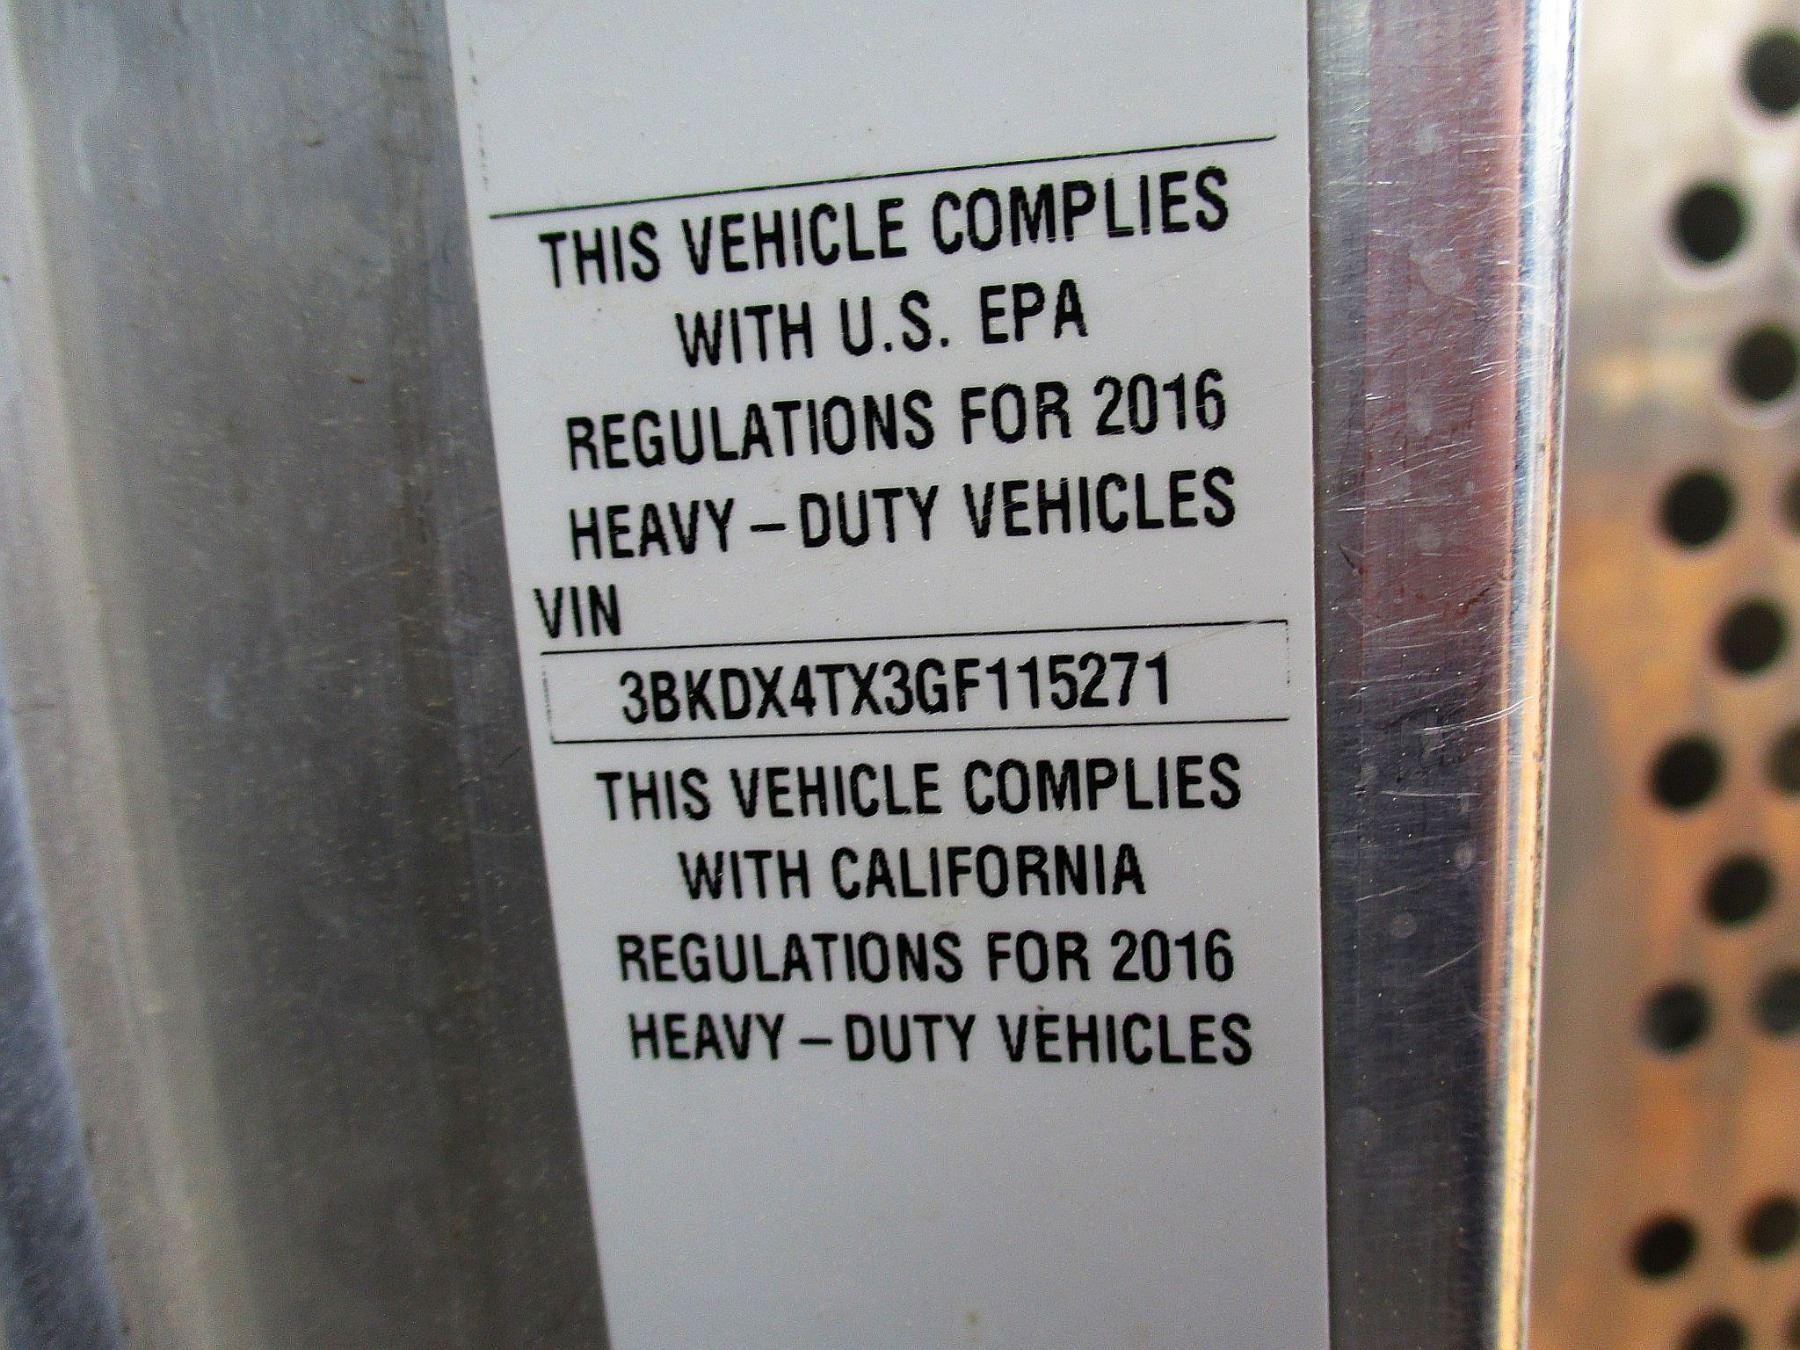 THIS VEHICLE COMPLIES
WITH U.S. EPA
REGULATIONS FOR 2016
HEAVY – DUTY VEHICLES
VIN
3BKDX4TX3GF115271
THIS VEHICLE COMPLIES
WITH CALIFORNIA
REGULATIONS FOR 2016
HEAVY – DUTY VEHICLES